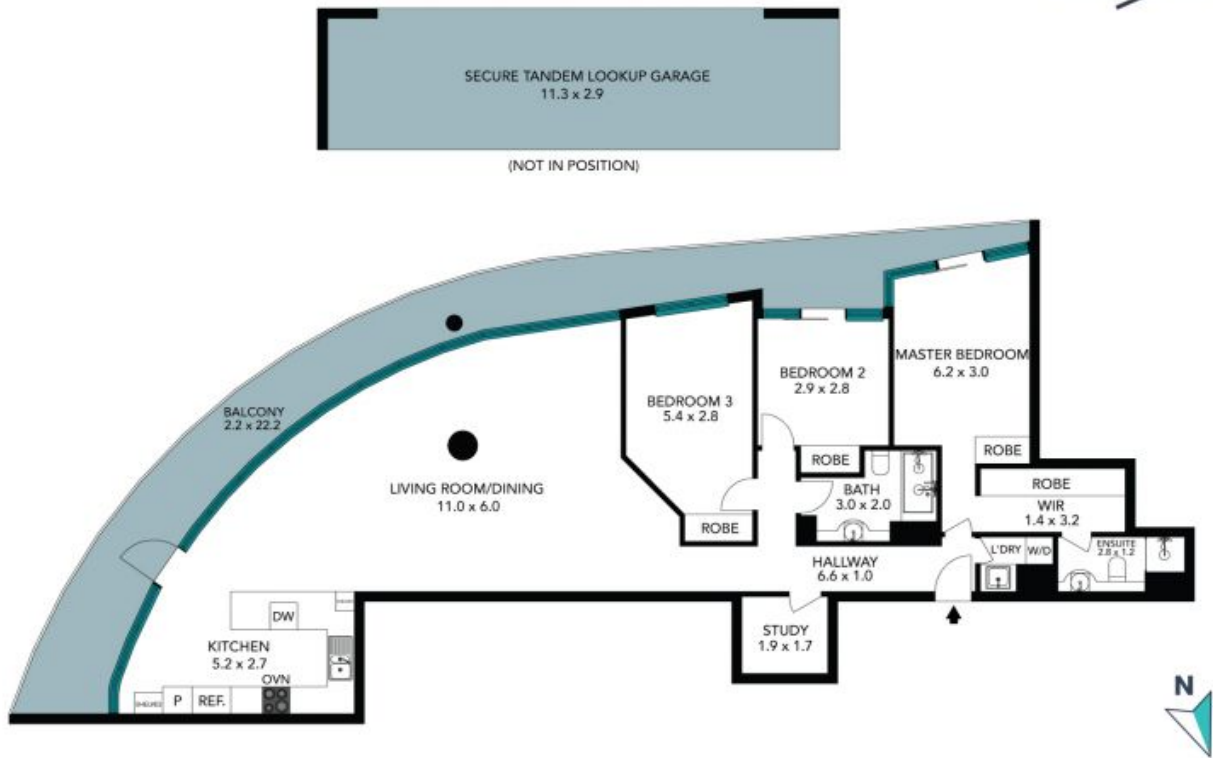 SECURE TANDEM LOOKUP GARAGE
11.3 x 2.9
(NOT IN POSITION)
MASTER BEDROOM
6.2 x 3.0
BEDROOM 2
2.9 x 2.8
BEDROOM 3
5.4 x 2.8
BALCONY
2.2 x 22.2
ROBE
ROBE
LIVING ROOM/DINING
11.0 x 6.0
BATH
3.0 x 2.0
ROBE
WIR
1.4 x 3.2
ROBE
HALLWAY
6.6 x 1.0
L'DRY
W/D
ENSUITE
2.8 x 1.2
DW
STUDY
1.9 x 1.7
KITCHEN
5.2 x 2.7
OVN
SHELVES
P
REF.
N